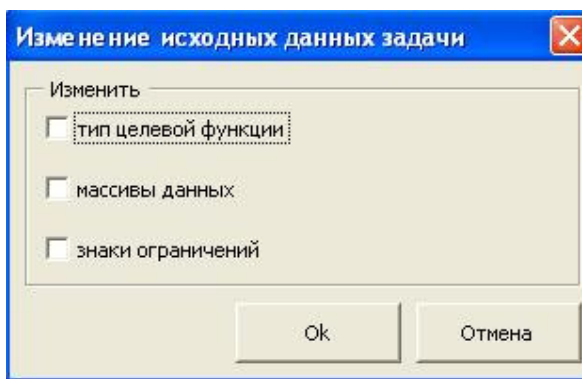 Изменение исходных данных задачи
Изменить
тип целевой функции
массивы данных
знаки ограничений
Ok
Отмена